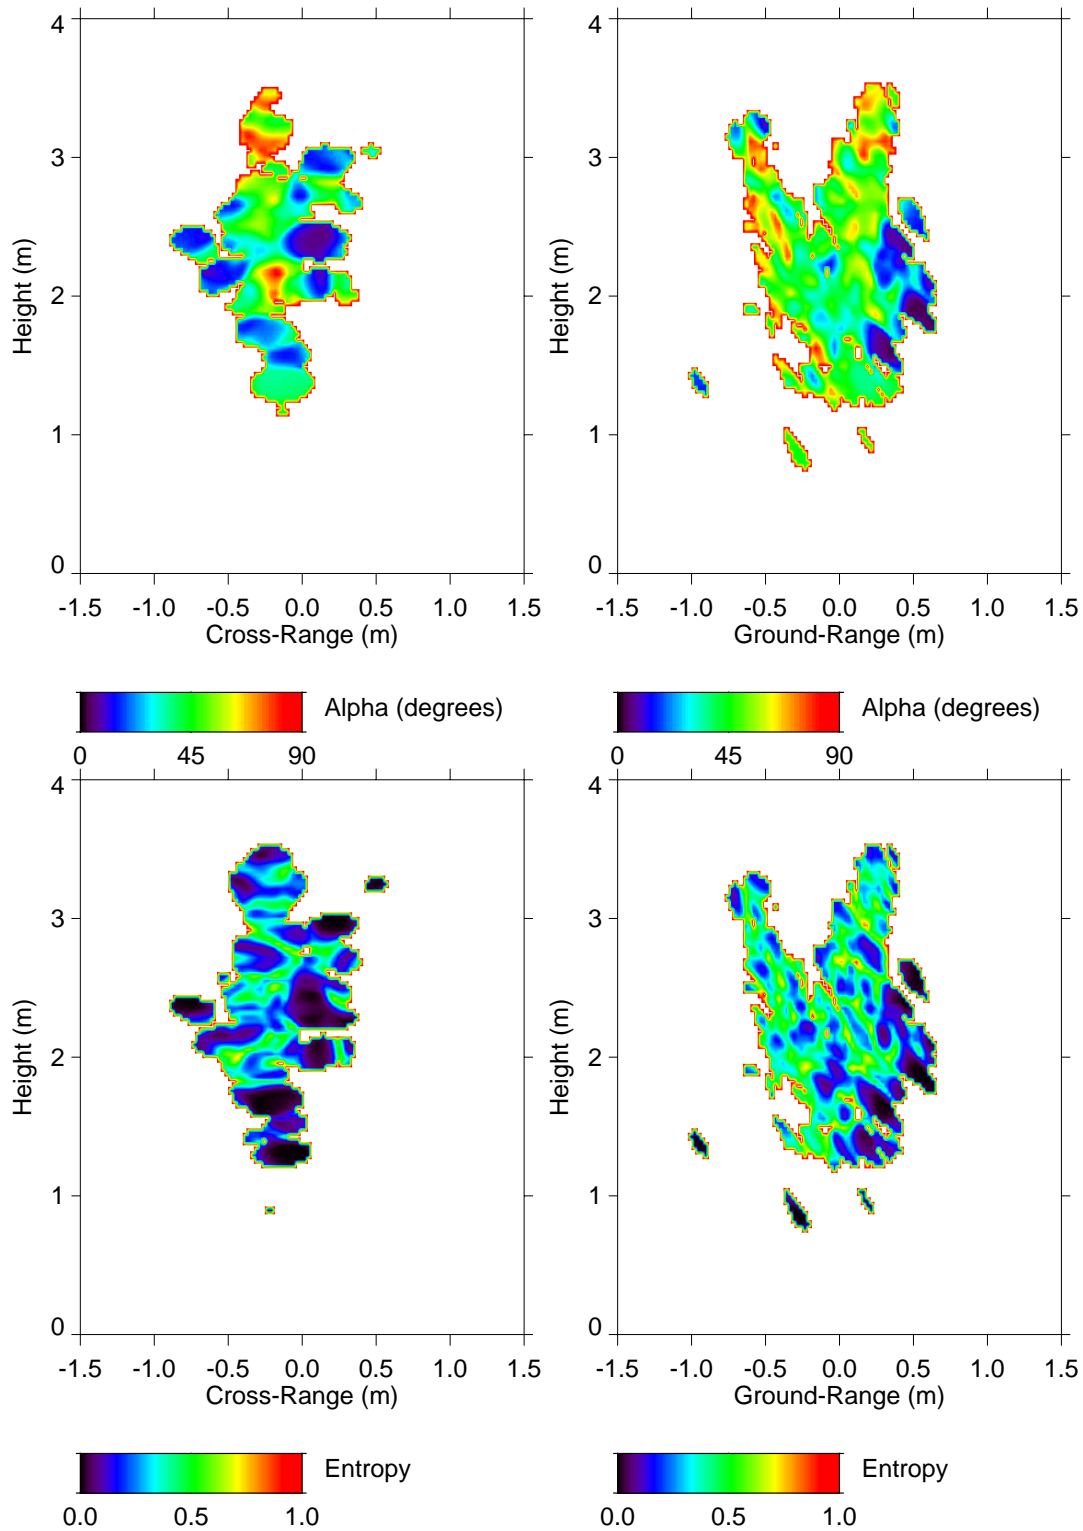 4 4
3 3
2 2
1 1
0 0
Height (m) Height (m)
-1.5 -1.0 -0.5 0.0 0.5 1.0 1.5 -1.5 -1.0 -0.5 0.0 0.5 1.0 1.5
Cross-Range (m) Ground-Range (m)
Alpha (degrees) Alpha (degrees)
0 45 90 0 45 90
4 4
3 3
2 2
1 1
0 0
Height (m) Height (m)
-1.5 -1.0 -0.5 0.0 0.5 1.0 1.5 -1.5 -1.0 -0.5 0.0 0.5 1.0 1.5
Cross-Range (m) Ground-Range (m)
Entropy Entropy
0.0 0.5 1.0 0.0 0.5 1.0